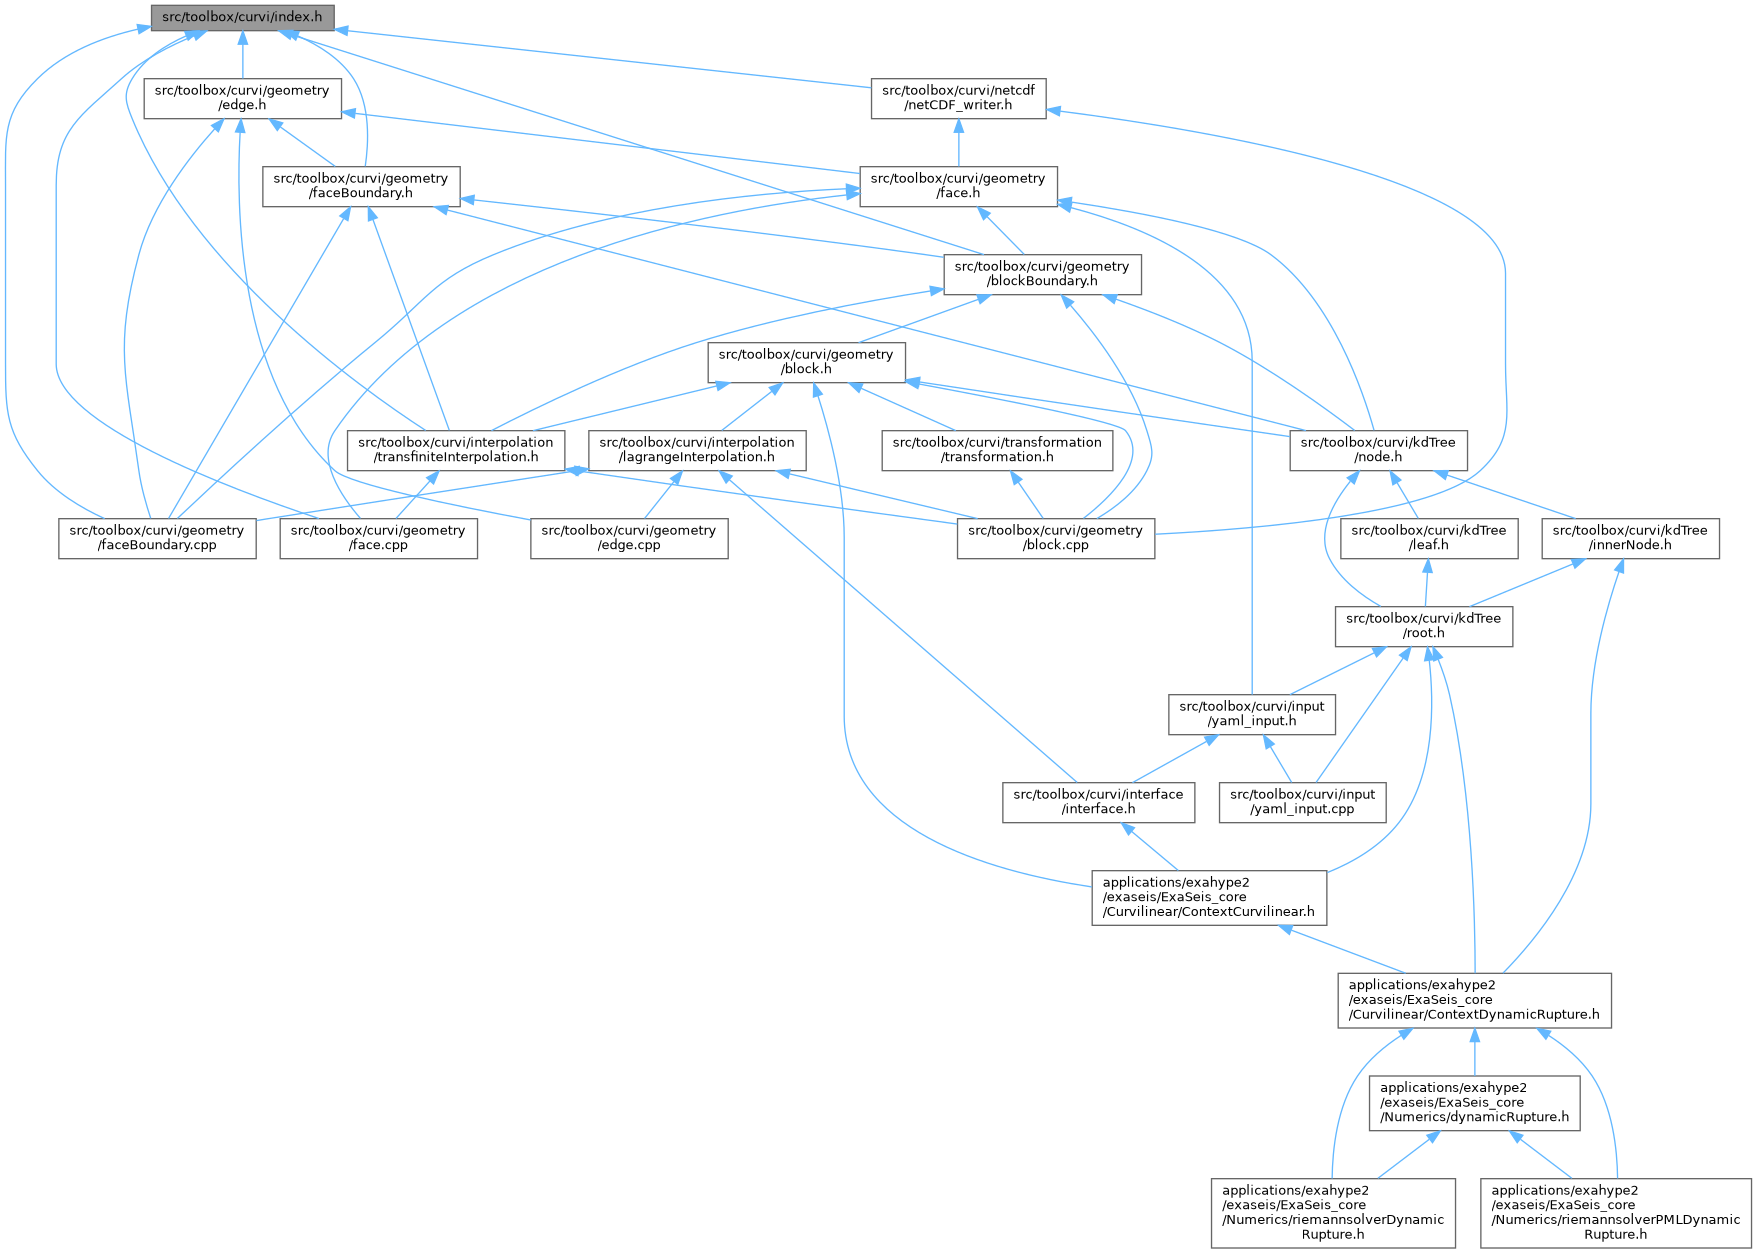 src/toolbox/curvi/index.h
src/toolbox/curvi/geometry
/edge.h
src/toolbox/curvi/netcdf
/netCDF_writer.h
src/toolbox/curvi/geometry
/faceBoundary.h
src/toolbox/curvi/geometry
/face.h
src/toolbox/curvi/geometry
/blockBoundary.h
src/toolbox/curvi/geometry
/block.h
src/toolbox/curvi/interpolation
/transfiniteInterpolation.h
src/toolbox/curvi/interpolation
/lagrangeInterpolation.h
src/toolbox/curvi/transformation
/transformation.h
src/toolbox/curvi/kdTree
/node.h
src/toolbox/curvi/geometry
/faceBoundary.cpp
src/toolbox/curvi/geometry
/face.cpp
src/toolbox/curvi/geometry
/edge.cpp
src/toolbox/curvi/geometry
/block.cpp
src/toolbox/curvi/kdTree
/leaf.h
src/toolbox/curvi/kdTree
/innerNode.h
src/toolbox/curvi/kdTree
/root.h
src/toolbox/curvi/input
/yaml_input.h
src/toolbox/curvi/interface
/interface.h
src/toolbox/curvi/input
/yaml_input.cpp
applications/exahype2
/exaseis/ExaSeis_core
/Curvilinear/ContextCurvilinear.h
applications/exahype2
/exaseis/ExaSeis_core
/Curvilinear/ContextDynamicRupture.h
applications/exahype2
/exaseis/ExaSeis_core
/Numerics/dynamicRupture.h
applications/exahype2
/exaseis/ExaSeis_core
/Numerics/riemannsolverDynamic
Rupture.h
applications/exahype2
/exaseis/ExaSeis_core
/Numerics/riemannsolverPMLDynamic
Rupture.h